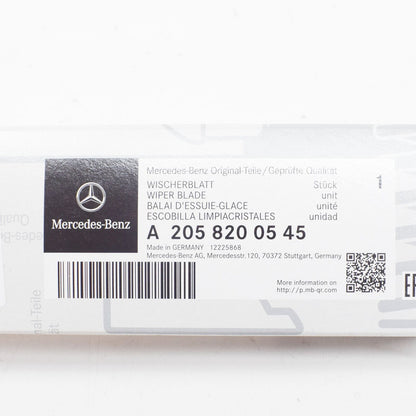 Mercedes-Benz Original-Teile/Geprüfte Qualität
WISCHERBLATT Stück
WIPER BLADE unit
BALAI D'ESSUIE-GLACE unité
ESCOBILLA LIMPIACRISTALES unidad
Mercedes-Benz
A 205 820 05 45
Made in GERMANY 12225868
Mercedes-Benz AG, Mercedesstr.120, 70372 Stuttgart, Germany
More information on:
http://p.mb-qr.com/